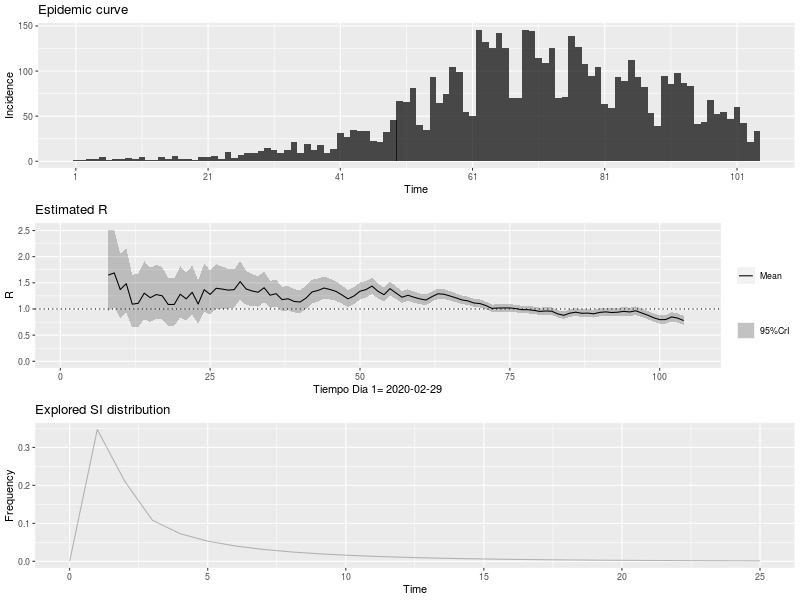 Epidemic curve
150
100
50
0
Incidence
1 21 41 61 81 101
Time
Estimated R
2.5
2.0
1.5
1.0
0.5
0.0
R
0 25 50 75 100
Tiempo Dia 1= 2020-02-29
Mean
95%CrI
Explored SI distribution
0.3
0.2
0.1
0.0
Frequency
0 5 10 15 20 25
Time